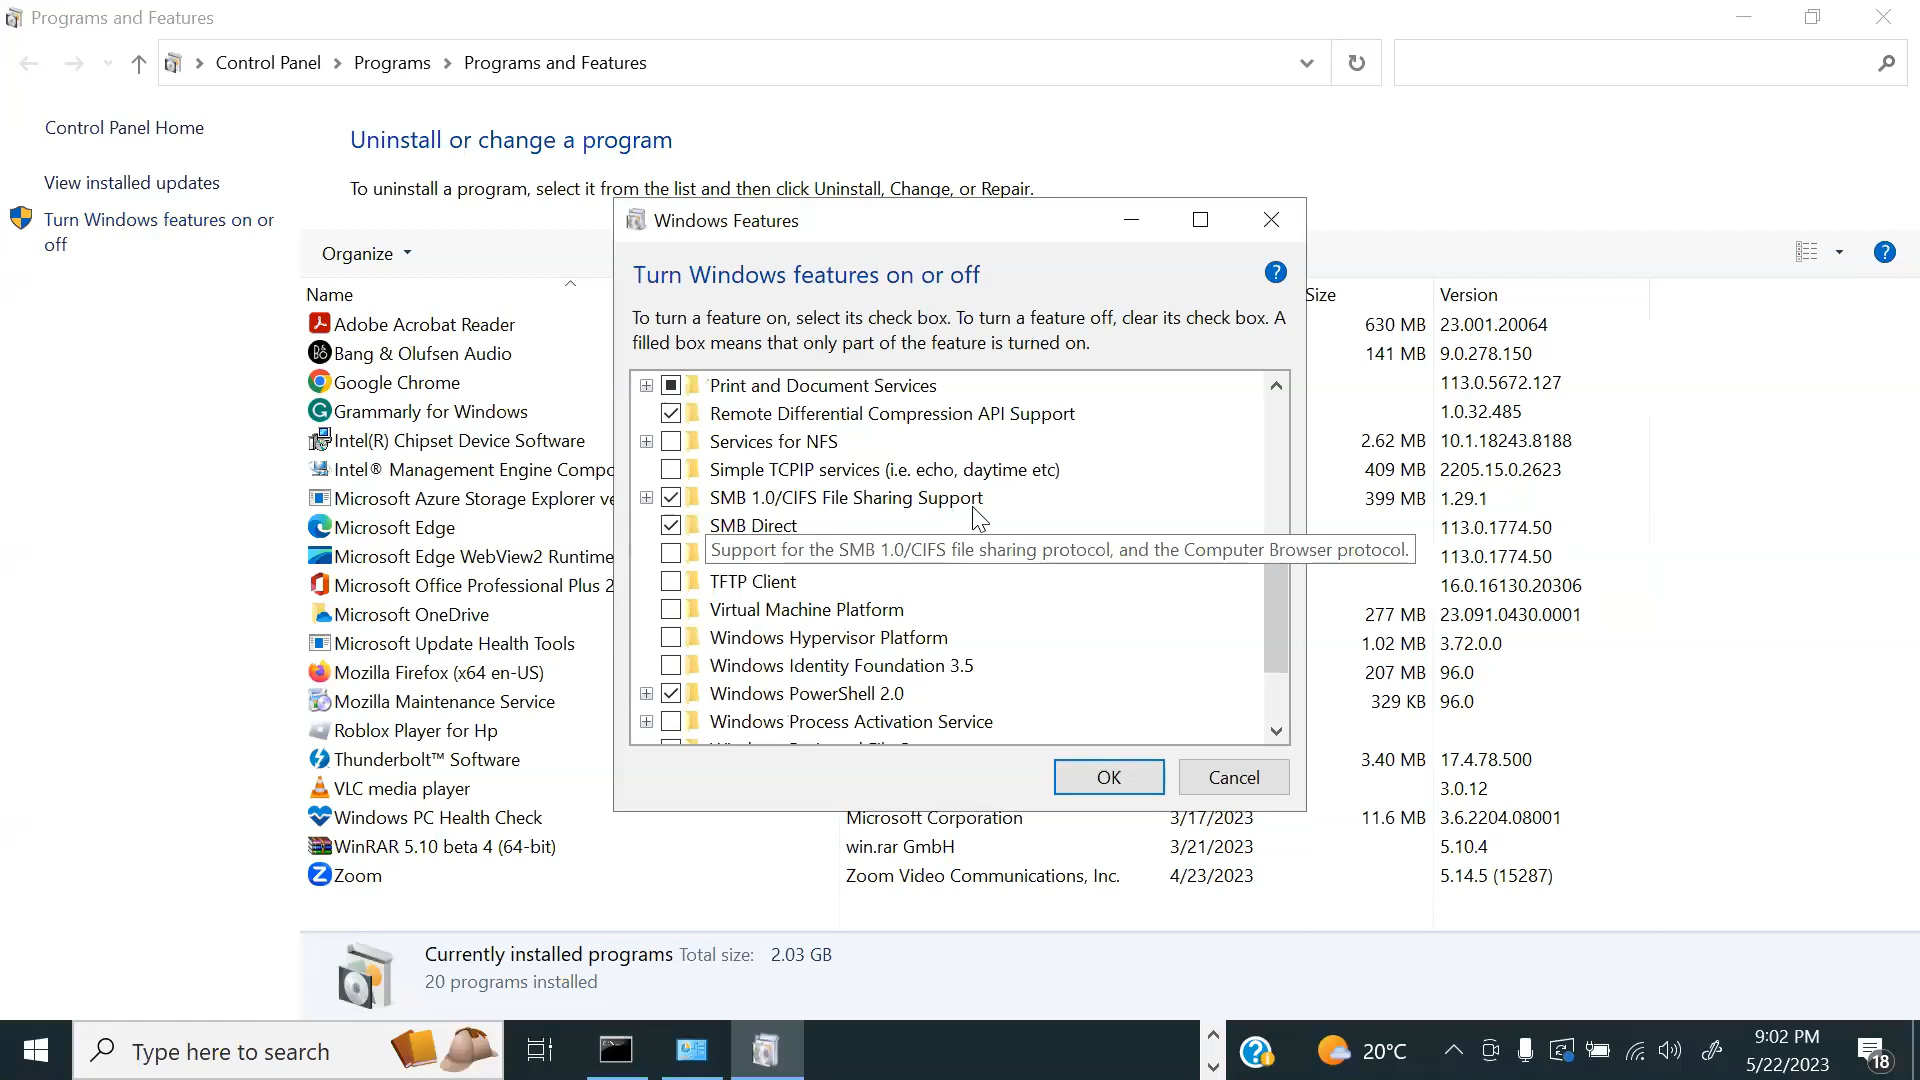 Programs and Features
Control Panel > Programs > Programs and Features
Control Panel Home
View installed updates
Turn Windows features on or
off
Uninstall or change a program
To uninstall a program, select it from the list and then click Uninstall, Change, or Repair.
Organize
Name
Size
Version
Adobe Acrobat Reader
630 MB 23.001.20064
Bang & Olufsen Audio
141 MB 9.0.278.150
Google Chrome
113.0.5672.127
Grammarly for Windows
1.0.32.485
Intel(R) Chipset Device Software
2.62 MB 10.1.18243.8188
Intel® Management Engine Compo
409 MB 2205.15.0.2623
Microsoft Azure Storage Explorer ve
399 MB 1.29.1
Microsoft Edge
113.0.1774.50
Microsoft Edge WebView2 Runtime
113.0.1774.50
Microsoft Office Professional Plus 2
16.0.16130.20306
Microsoft OneDrive
277 MB 23.091.0430.0001
Microsoft Update Health Tools
1.02 MB 3.72.0.0
Mozilla Firefox (x64 en-US)
207 MB 96.0
Mozilla Maintenance Service
329 KB 96.0
Roblox Player for Hp
Thunderbolt™ Software
3.40 MB 17.4.78.500
VLC media player
3.0.12
Windows PC Health Check Microsoft Corporation 3/17/2023 11.6 MB 3.6.2204.08001
WinRAR 5.10 beta 4 (64-bit) win.rar GmbH 3/21/2023 5.10.4
Zoom Zoom Video Communications, Inc. 4/23/2023 5.14.5 (15287)
Windows Features
Turn Windows features on or off
To turn a feature on, select its check box. To turn a feature off, clear its check box. A
filled box means that only part of the feature is turned on.
Print and Document Services
Remote Differential Compression API Support
Services for NFS
Simple TCPIP services (i.e. echo, daytime etc)
SMB 1.0/CIFS File Sharing Support
SMB Direct
Support for the SMB 1.0/CIFS file sharing protocol, and the Computer Browser protocol.
TFTP Client
Virtual Machine Platform
Windows Hypervisor Platform
Windows Identity Foundation 3.5
Windows PowerShell 2.0
Windows Process Activation Service
OK
Cancel
Currently installed programs Total size: 2.03 GB
20 programs installed
Type here to search
20°C
9:02 PM
5/22/2023
18